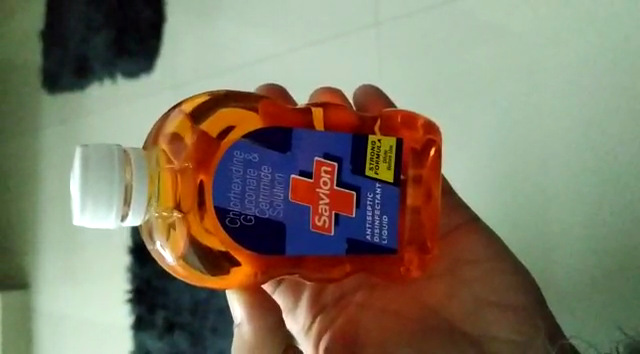 Chlorhexidine
Gluconate &
Cetrimide
Solution
Savlon
ANTISEPTIC
DISINFECTANT
LIQUID
STRONG
FORMULA